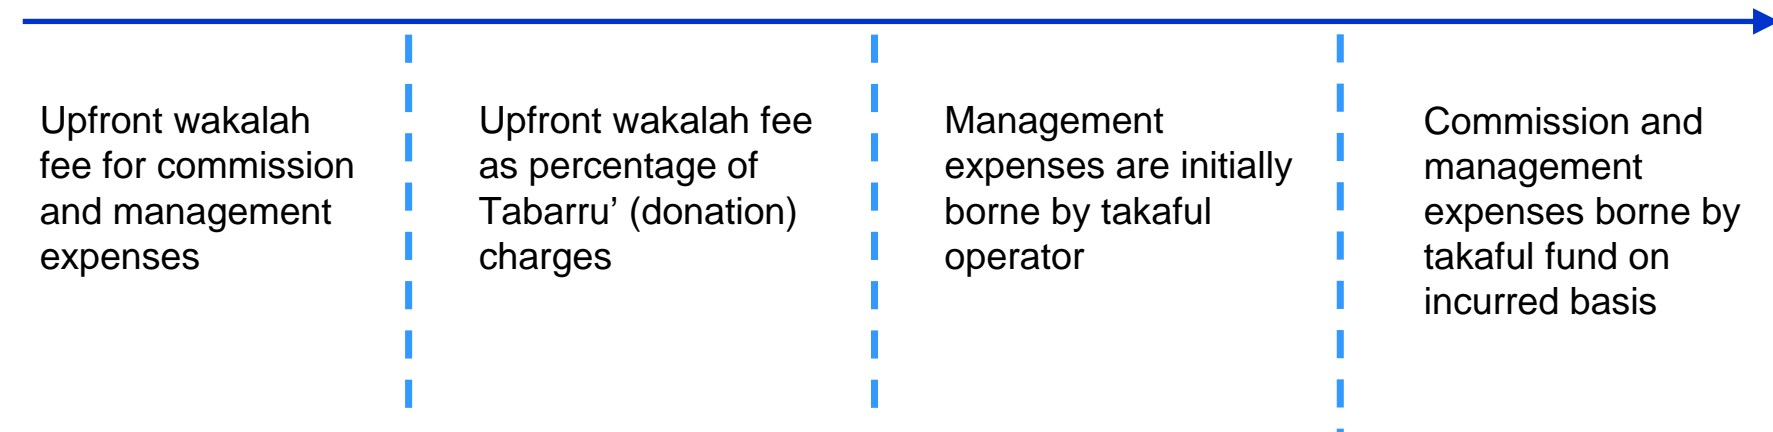 Upfront wakalah
fee for commission
and management
expenses
Upfront wakalah fee
as percentage of
Tabarru’ (donation)
charges
Management
expenses are initially
borne by takaful
operator
Commission and
management
expenses borne by
takaful fund on
incurred basis